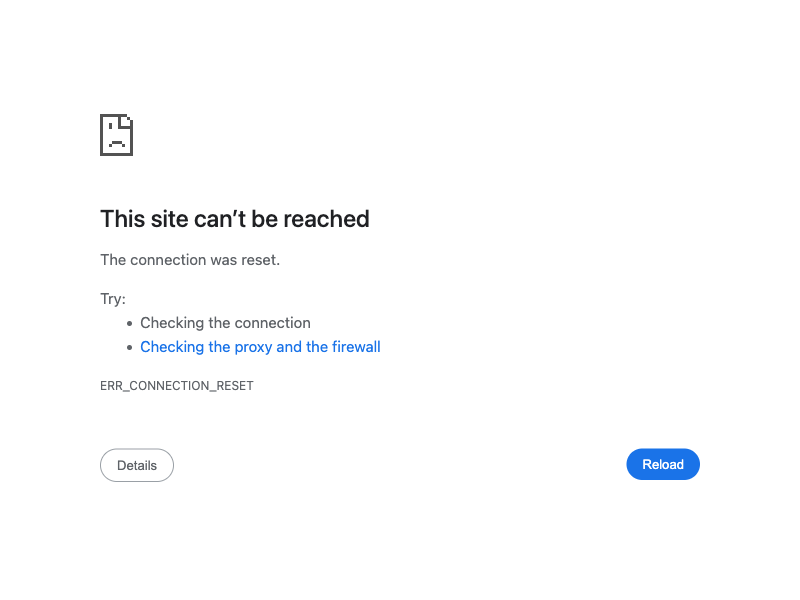 This site can’t be reached
The connection was reset.
Try:
Checking the connection
Checking the proxy and the firewall
ERR_CONNECTION_RESET
Details
Reload